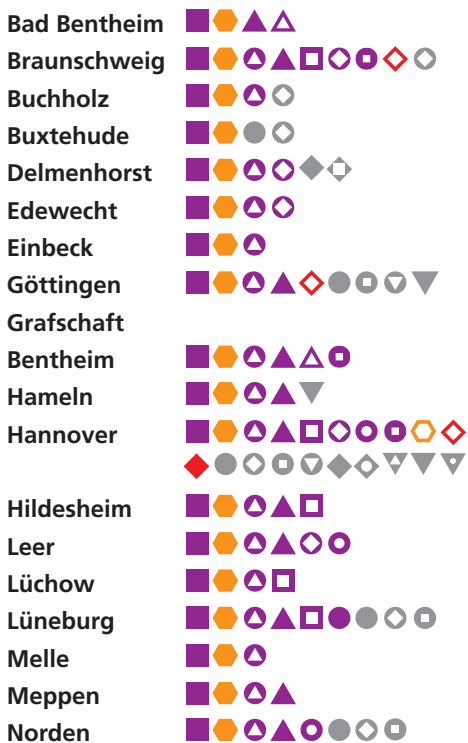 Bad Bentheim
Braunschweig
Buchholz
Buxtehude
Delmenhorst
Edewecht
Einbeck
Göttingen
Grafschaft
Bentheim
Hameln
Hannover
Hildesheim
Leer
Lüchow
Lüneburg
Melle
Meppen
Norden